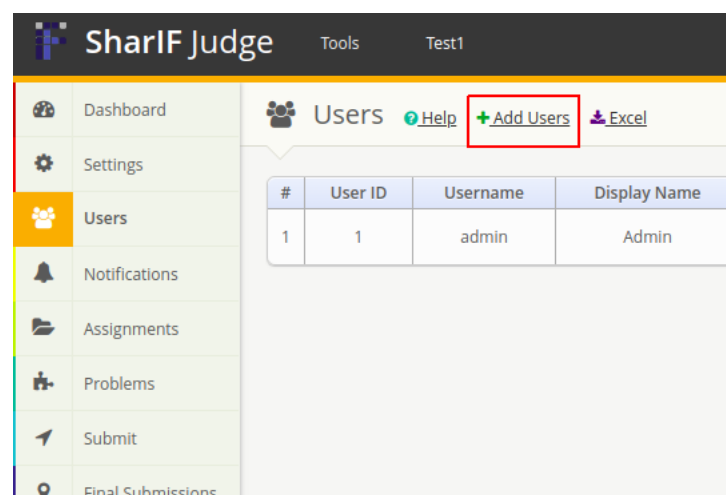 SharIF Judge Tools Test1
Dashboard
Settings
Users
Notifications
Assignments
Problems
Submit
Final Submissions
Users Help Add Users Excel
# User ID Username Display Name
1 1 admin Admin